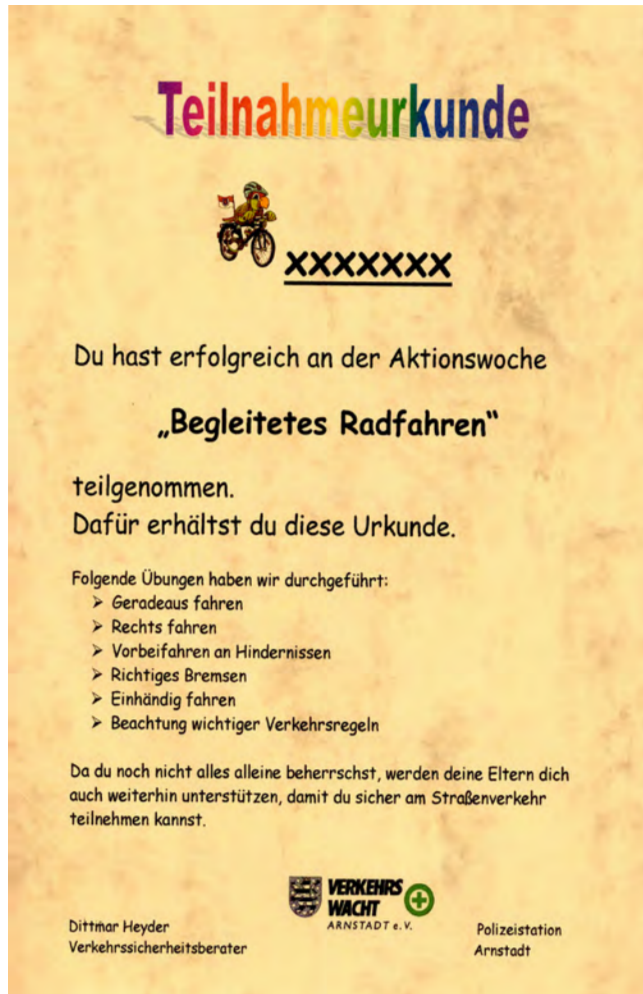 Teilnahmeurkunde
xxxxxxx
Du hast erfolgreich an der Aktionswoche
„Begleitetes Radfahren“
teilgenommen.
Dafür erhältst du diese Urkunde.
Folgende Übungen haben wir durchgeführt:
➢ Geradeaus fahren
➢ Rechts fahren
➢ Vorbeifahren an Hindernissen
➢ Richtiges Bremsen
➢ Einhändig fahren
➢ Beachtung wichtiger Verkehrsregeln
Da du noch nicht alles alleine beherrschst, werden deine Eltern dich
auch weiterhin unterstützen, damit du sicher am Straßenverkehr
teilnehmen kannst.
VERKEHRS
WACHT
ARNSTADT e.V.
Dittmar Heyder
Verkehrssicherheitsberater
Polizeistation
Arnstadt